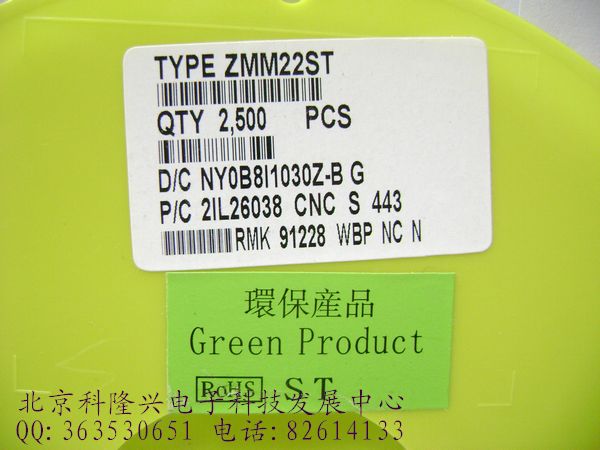 TYPE ZMM22ST
QTY 2,500 PCS
D/C NY0B8I1030Z-B G
P/C 2IL26038 CNC S 443
RMK 91228 WBP NC N
環保産品
Green Product
RoHS ST
北京科隆兴电子科技发展中心
QQ:363530651 电话:82614133